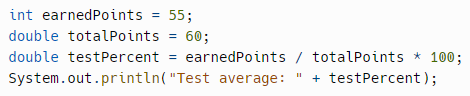 int earnedPoints = 55;
double totalPoints = 60;
double testPercent = earnedPoints / totalPoints * 100;
System.out.println("Test average: " + testPercent);